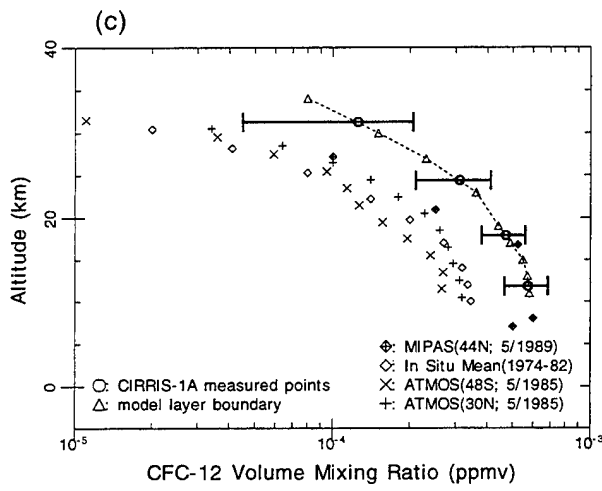 (c)
40
20
0
Altitude (km)
MIPAS(44N; 5/1989)
In Situ Mean(1974-82)
ATMOS(48S; 5/1985)
ATMOS(30N; 5/1985)
CIRRIS-1A measured points
model layer boundary
10-5
10-4
10-3
CFC-12 Volume Mixing Ratio (ppmv)